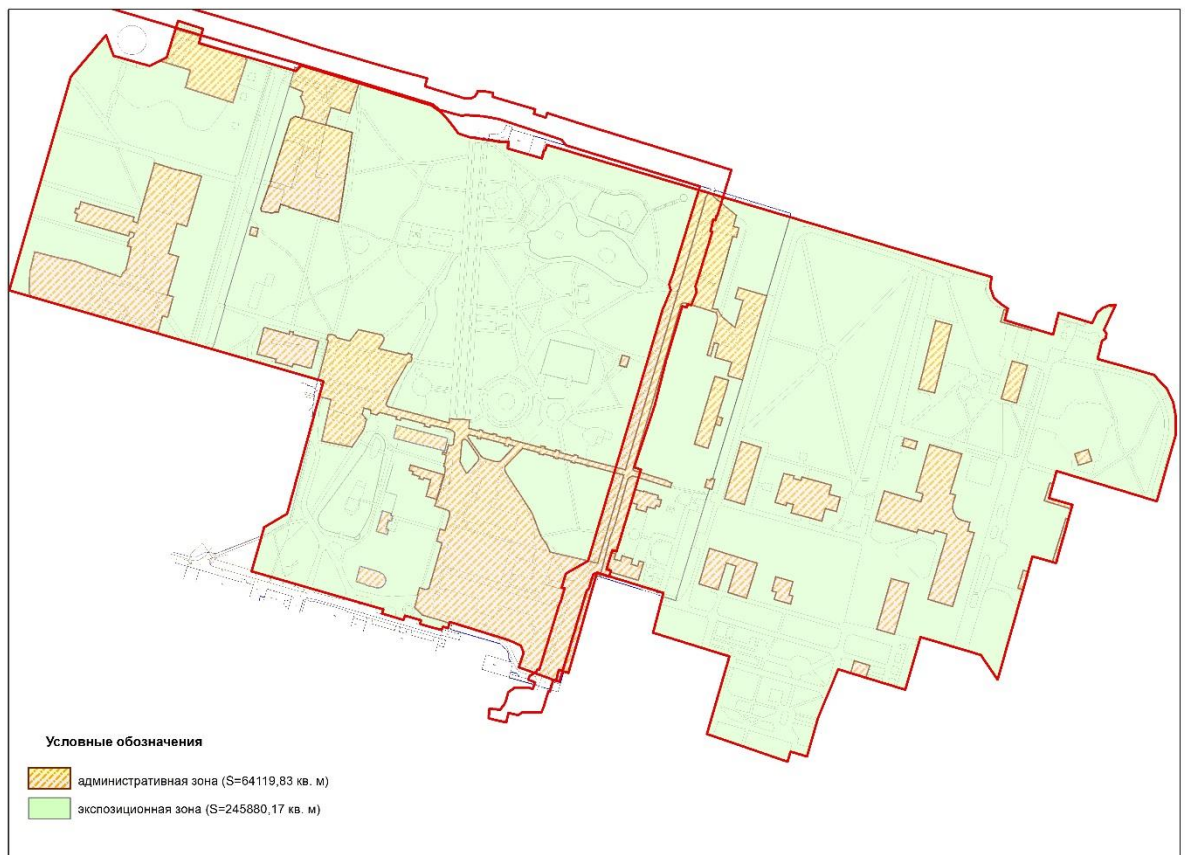 Условные обозначения
административная зона (S=64119,83 кв. м)
экспозиционная зона (S=245880,17 кв. м)